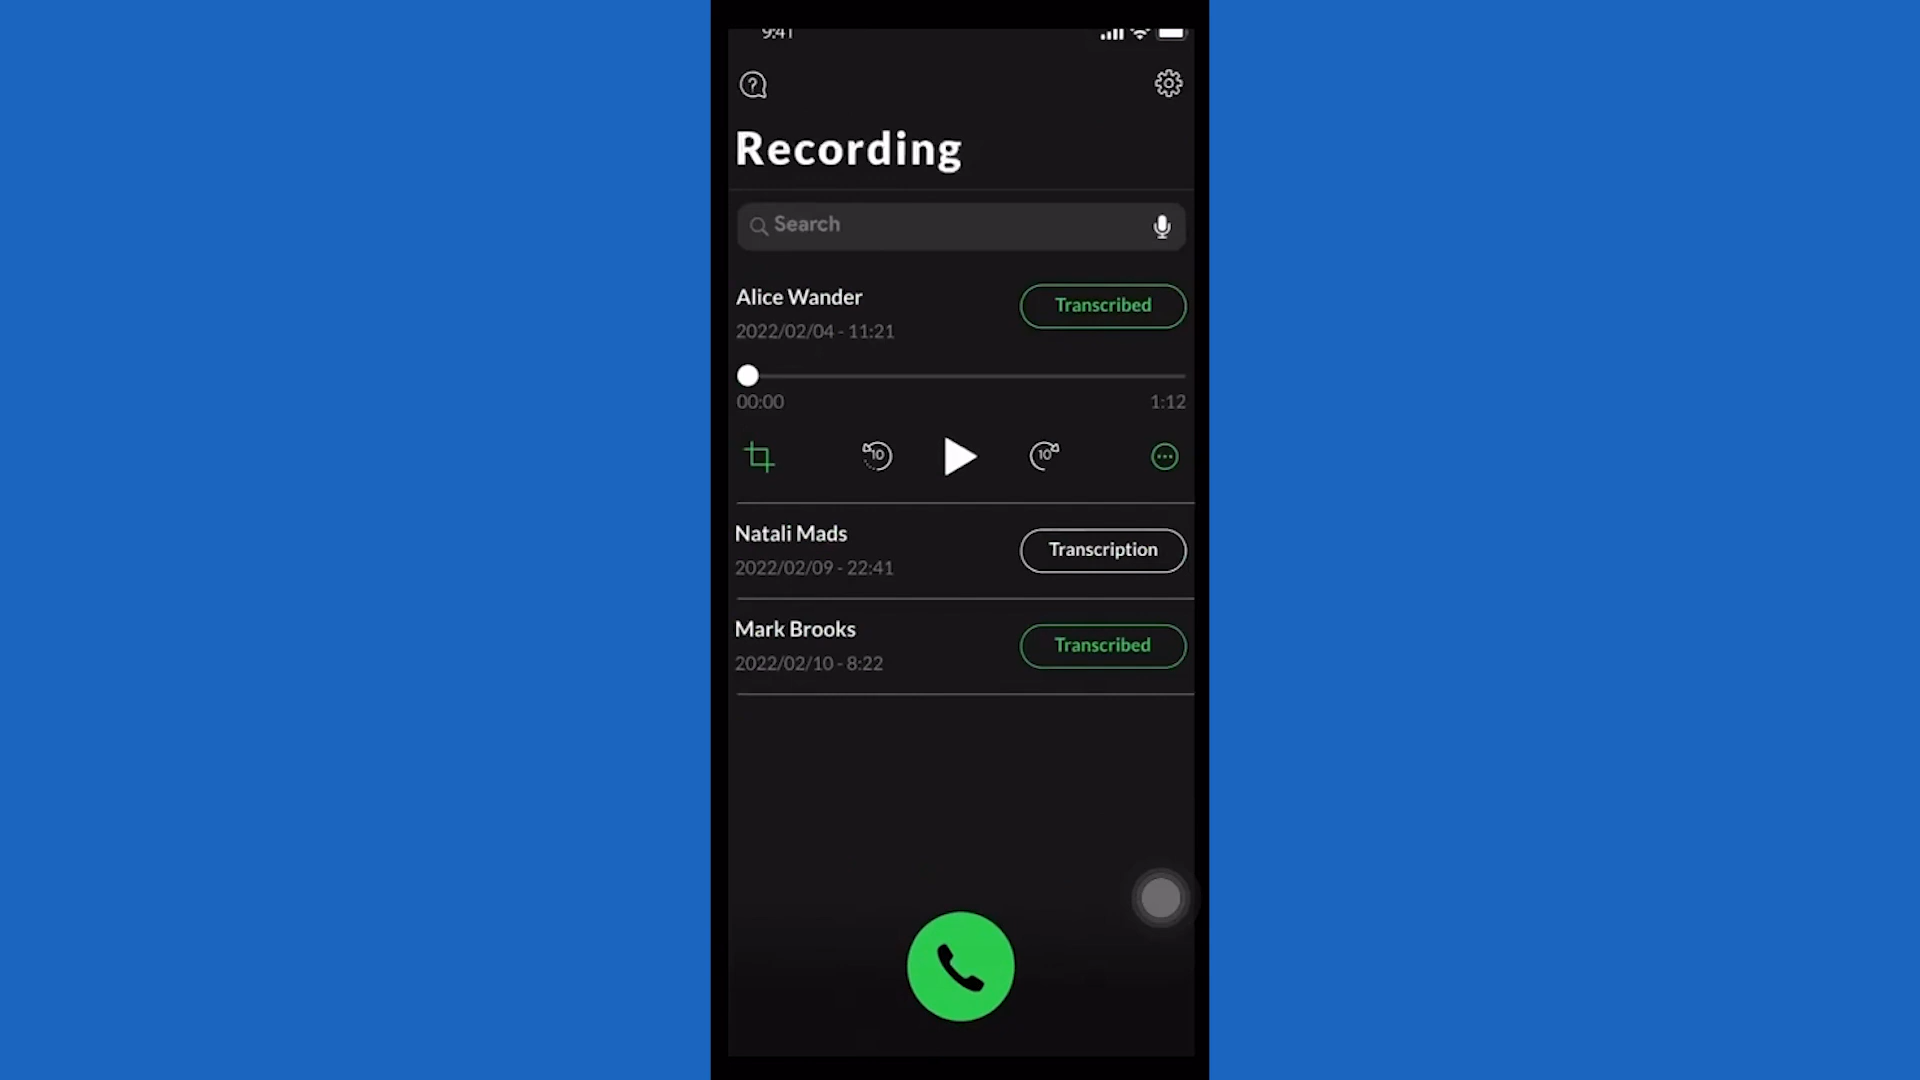 9:41
Recording
Search
Alice Wander
Transcribed
2022/02/04 - 11:21
00:00
1:12
10
10
Natali Mads
Transcription
2022/02/09 - 22:41
Mark Brooks
Transcribed
2022/02/10 - 8:22